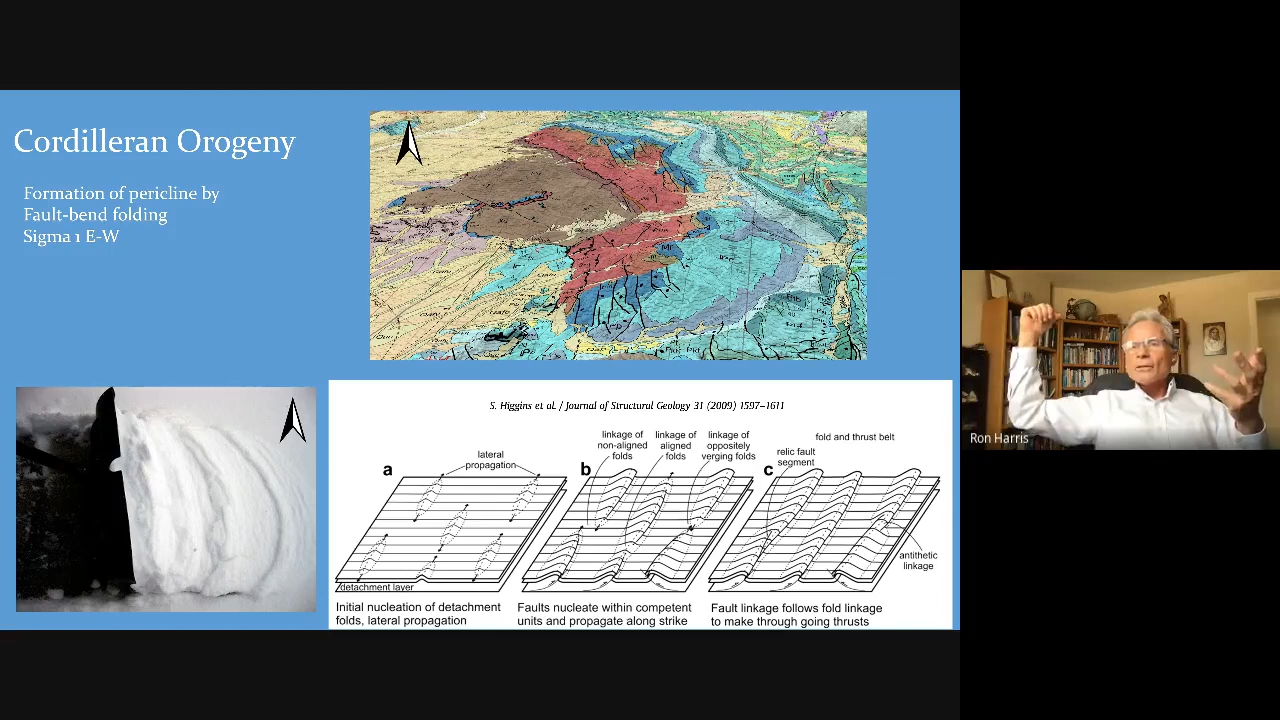 Cordilleran Orogeny
Formation of pericline by
Fault-bend folding
Sigma 1 E-W
S. Higgins et al. / Journal of Structural Geology 31 (2009) 1597–1611
a
lateral
propagation
detachment layer
Initial nucleation of detachment
folds, lateral propagation
b
linkage of
non-aligned
folds
linkage of
aligned
folds
linkage of
oppositely
verging folds
Faults nucleate within competent
units and propagate along strike
c
relic fault
segment
fold and thrust belt
antithetic
linkage
Fault linkage follows fold linkage
to make through going thrusts
Ron Harris